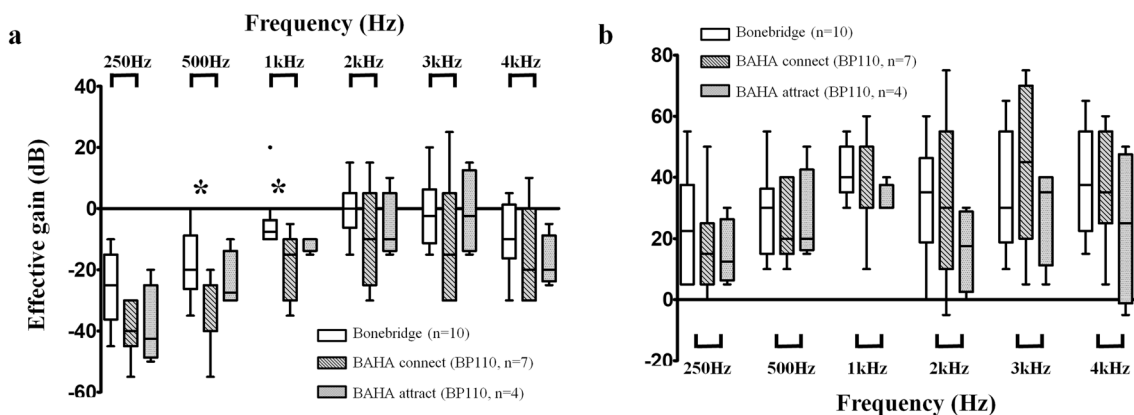 Frequency (Hz)
a
250Hz 500Hz 1kHz 2kHz 3kHz 4kHz
Effective gain (dB)
40
20
0
-20
-40
-60
* *
Bonebridge (n=10)
BAHA connect (BP110, n=7)
BAHA attract (BP110, n=4)
b
Bonebridge (n=10)
BAHA connect (BP110, n=7)
BAHA attract (BP110, n=4)
80
60
40
20
0
-20
250Hz 500Hz 1kHz 2kHz 3kHz 4kHz
Frequency (Hz)